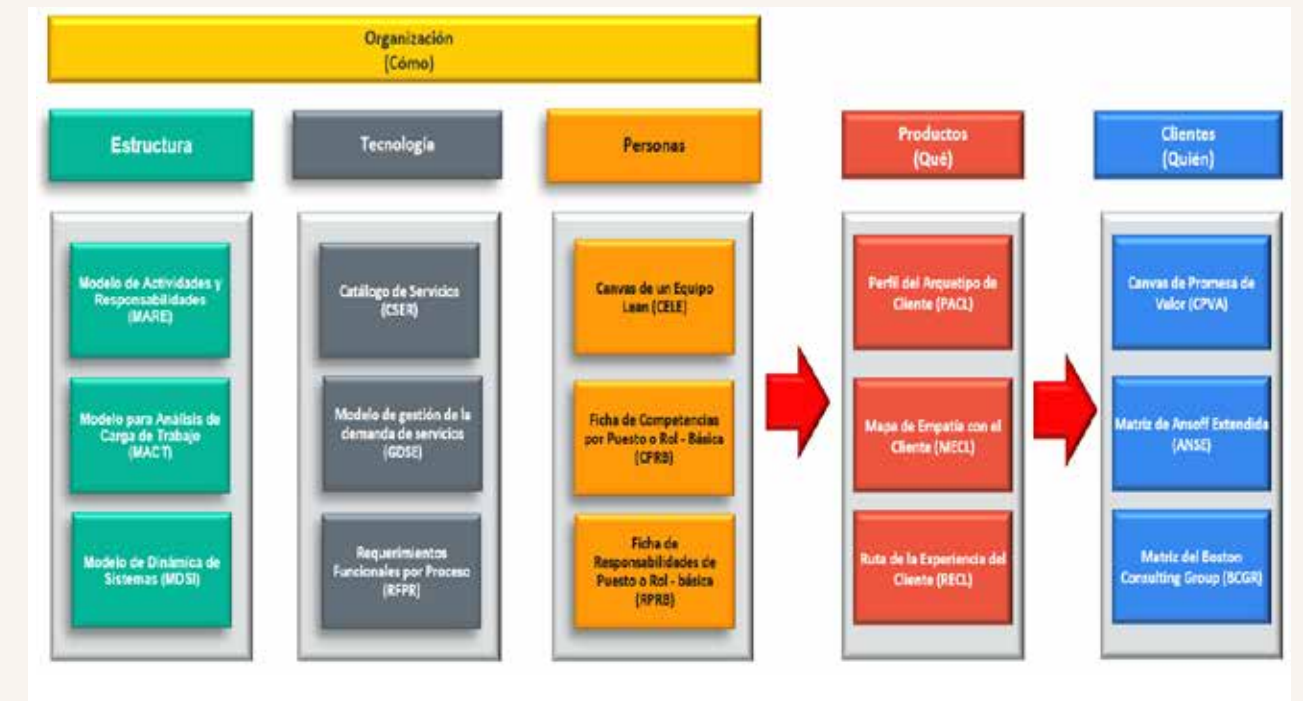 Organización
(Cómo)
Estructura
Tecnología
Personas
Productos
(Qué)
Clientes
(Quién)
Modelo de Actividades y
Responsabilidades
(MARE)
Modelo para Análisis de
Carga de Trabajo
(MACT)
Modelo de Dinámica de
Sistemas (MDSI)
Catálogo de Servicios
(CSER)
Modelo de gestión de la
demanda de servicios
(GDSE)
Requerimientos
Funcionales por Proceso
(RFPR)
Canvas de un Equipo
Lean (CELE)
Ficha de Competencias
por Puesto o Rol - Básica
(CPRB)
Ficha de
Responsabilidades de
Puesto o Rol - básica
(RPRB)
Perfil del Arquetipo de
Cliente (PACL)
Mapa de Empatía con el
Cliente (MECL)
Ruta de la Experiencia del
Cliente (RECL)
Canvas de Promesa de
Valor (CPVA)
Matriz de Ansoff Extendida
(ANSE)
Matriz del Boston
Consulting Group (BCGR)